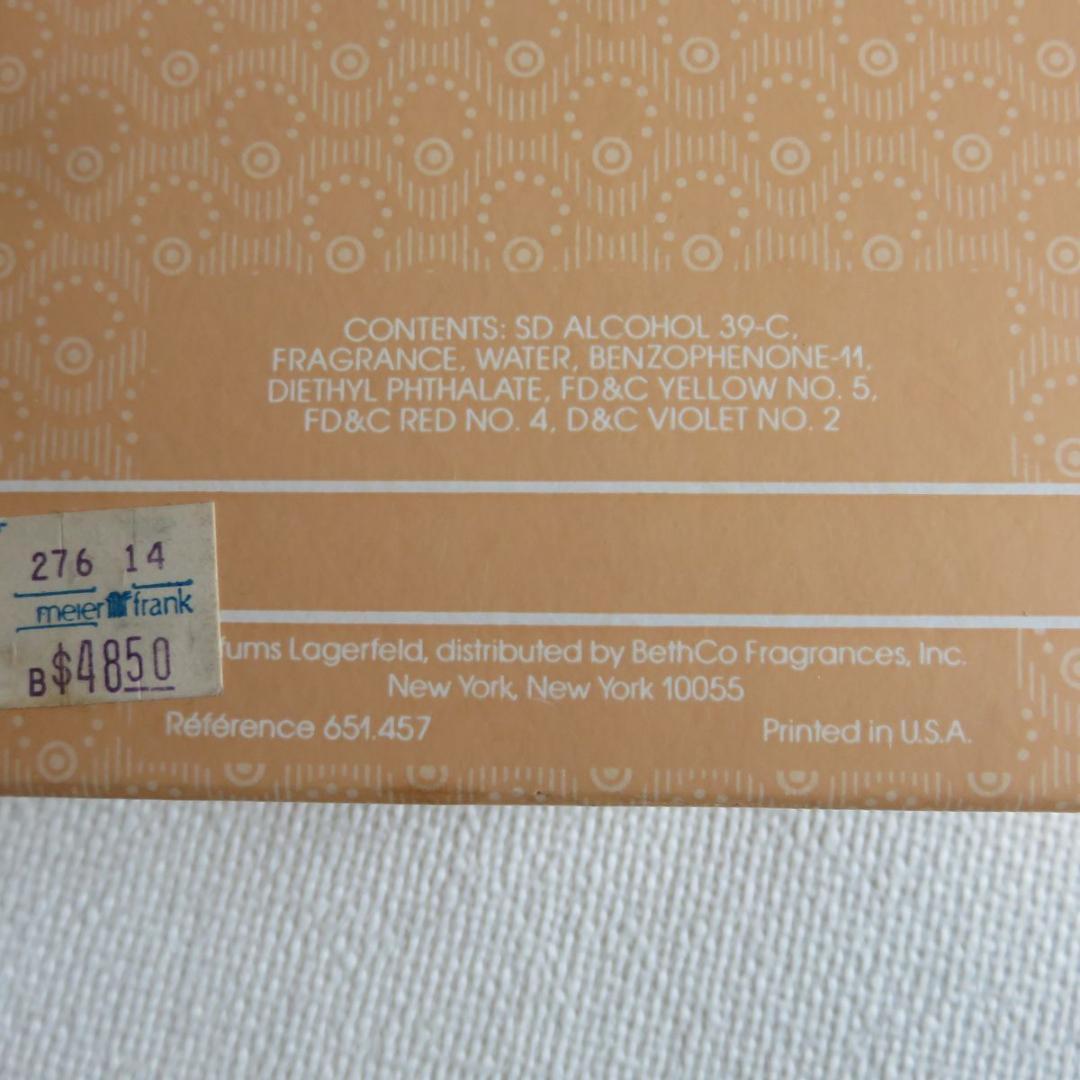 CONTENTS: SD ALCOHOL 39-C,
FRAGRANCE, WATER, BENZOPHENONE-11,
DIETHYL PHTHALATE, FD&C YELLOW NO. 5,
FD&C RED NO. 4, D&C VIOLET NO. 2
276 14
meier frank
B$4850
fums Lagerfeld, distributed by BethCo Fragrances, Inc.
New York, New York 10055
Référence 651.457
Printed in U.S.A.